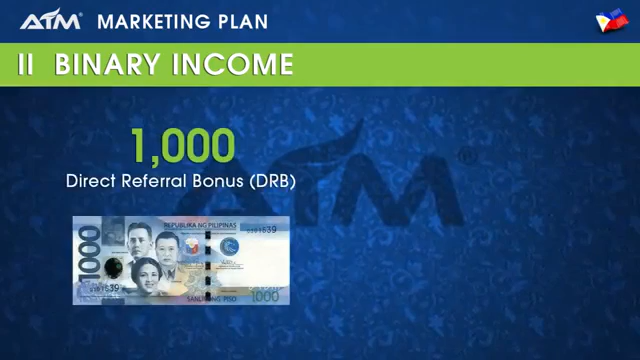 ATM® MARKETING PLAN
II BINARY INCOME
1,000
Direct Referral Bonus (DRB)
ATM®
REPUBLIKA NG PILIPINAS
1000
SANLIBONG PISO
1000